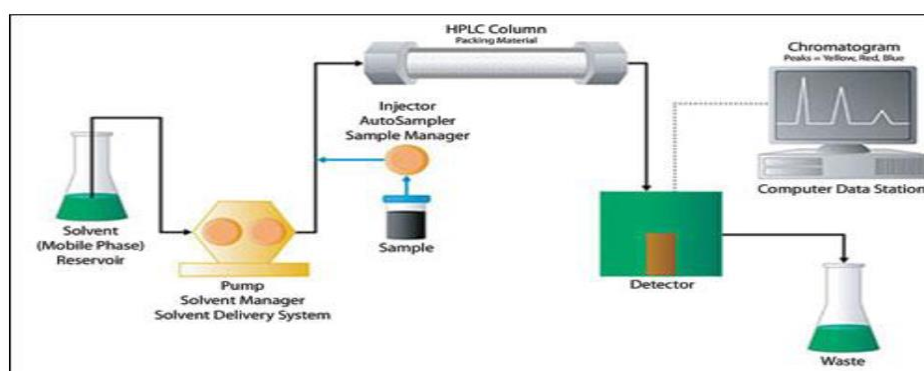 HPLC Column
Packing Material
Chromatogram
Peaks = Yellow, Red, Blue
Injector
AutoSampler
Sample Manager
Computer Data Station
Solvent
(Mobile Phase)
Reservoir
Sample
Pump
Solvent Manager
Solvent Delivery System
Detector
Waste